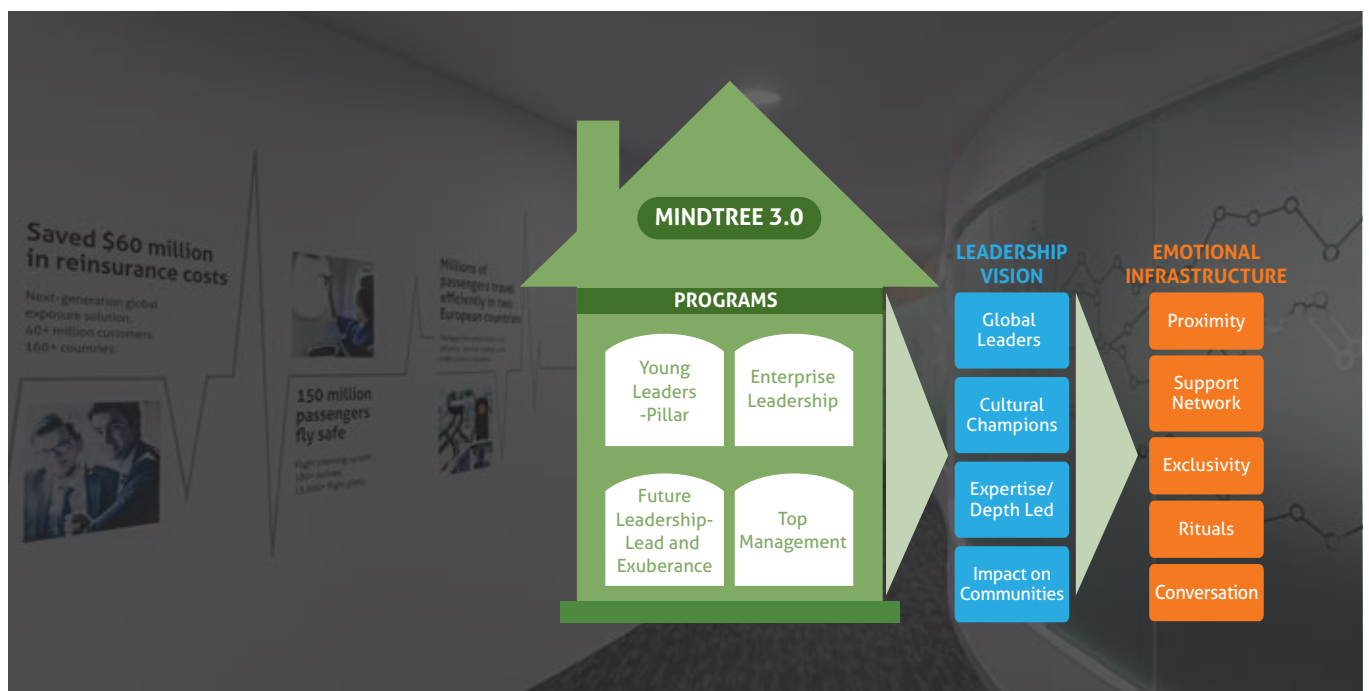 Saved $60 million
in reinsurance costs
Next-generation global
exposure solution.
40+ million customers.
160+ countries.
150 million
passengers
fly safe
Millions of
passengers travel
efficiently in two
European countries
MINDTREE 3.0
PROGRAMS
Young
Leaders
-Pillar
Enterprise
Leadership
Future
Leadership-
Lead and
Exuberance
Top
Management
LEADERSHIP
VISION
Global
Leaders
Cultural
Champions
Expertise/
Depth Led
Impact on
Communities
EMOTIONAL
INFRASTRUCTURE
Proximity
Support
Network
Exclusivity
Rituals
Conversation